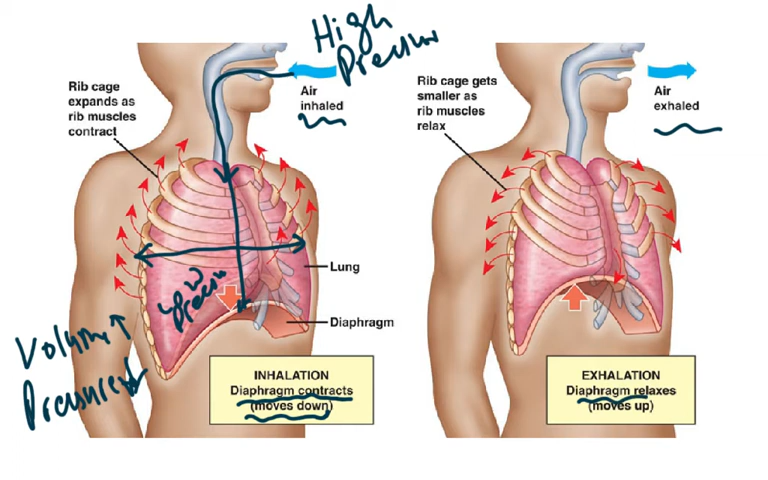 High
Pressure
Rib cage
expands as
rib muscles
contract
Air
inhaled
Rib cage gets
smaller as
rib muscles
relax
Air
exhaled
Lung
Diaphragm
Volume ↑
Pressure ↓
INHALATION
Diaphragm contracts
(moves down)
EXHALATION
Diaphragm relaxes
(moves up)